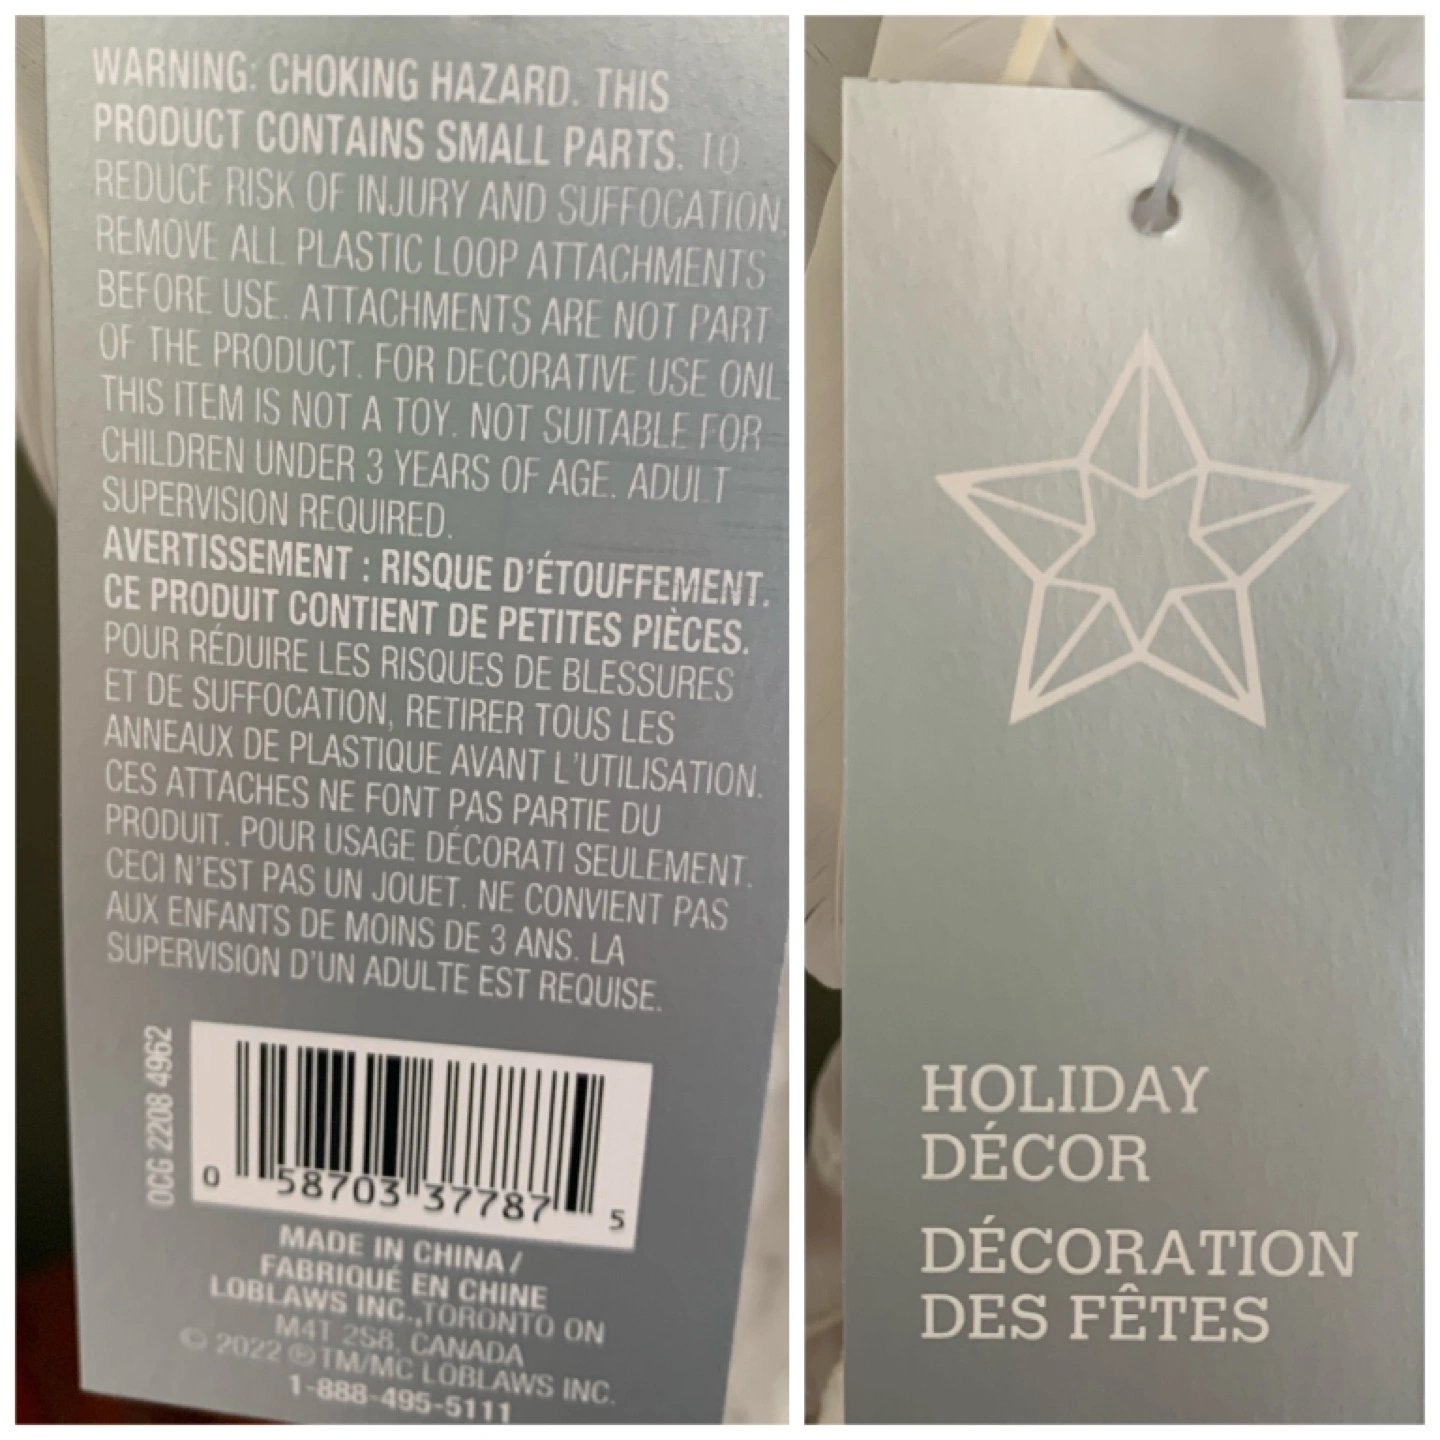 WARNING: CHOKING HAZARD. THIS
PRODUCT CONTAINS SMALL PARTS. TO
REDUCE RISK OF INJURY AND SUFFOCATION,
REMOVE ALL PLASTIC LOOP ATTACHMENTS
BEFORE USE. ATTACHMENTS ARE NOT PART
OF THE PRODUCT. FOR DECORATIVE USE ONL
THIS ITEM IS NOT A TOY. NOT SUITABLE FOR
CHILDREN UNDER 3 YEARS OF AGE. ADULT
SUPERVISION REQUIRED.
AVERTISSEMENT : RISQUE D'ÉTOUFFEMENT.
CE PRODUIT CONTIENT DE PETITES PIÈCES.
POUR RÉDUIRE LES RISQUES DE BLESSURES
ET DE SUFFOCATION, RETIRER TOUS LES
ANNEAUX DE PLASTIQUE AVANT L'UTILISATION.
CES ATTACHES NE FONT PAS PARTIE DU
PRODUIT. POUR USAGE DÉCORATI SEULEMENT.
CECI N'EST PAS UN JOUET. NE CONVIENT PAS
AUX ENFANTS DE MOINS DE 3 ANS. LA
SUPERVISION D'UN ADULTE EST REQUISE.
OCG 2208 4962
0 58703 37787 5
MADE IN CHINA /
FABRIQUÉ EN CHINE
LOBLAWS INC., TORONTO ON
M4T 2S8, CANADA
© 2022 ®TM/MC LOBLAWS INC.
1-888-495-5111
HOLIDAY
DÉCOR
DÉCORATION
DES FÊTES